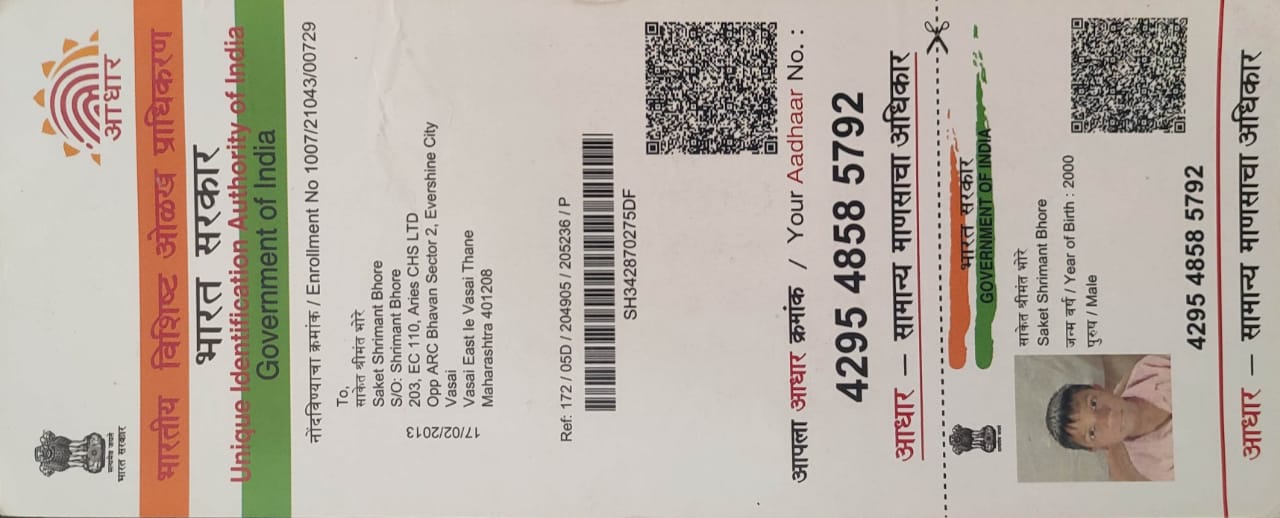 सत्यमेव जयते
भारत सरकार
आधार
भारतीय विशिष्ट ओळख प्राधिकरण
भारत सरकार
Unique Identification Authority of India
Government of India
नोंदविण्याचा क्रमांक / Enrollment No 1007/21043/00729
To,
साकेत श्रीमंत भोरे
Saket Shrimant Bhore
S/O: Shrimant Bhore
203, EC 110, Aries CHS LTD
Opp ARC Bhavan Sector 2, Evershine City
Vasai
Vasai East Ie Vasai Thane
Maharashtra 401208
17/02/2013
Ref: 172 / 05D / 204905 / 205236 / P
SH342870275DF
आपला आधार क्रमांक / Your Aadhaar No. :
4295 4858 5792
आधार — सामान्य माणसाचा अधिकार
भारत सरकार
GOVERNMENT OF INDIA
साकेत श्रीमंत भोरे
Saket Shrimant Bhore
जन्म वर्ष / Year of Birth : 2000
पुरुष / Male
4295 4858 5792
आधार — सामान्य माणसाचा अधिकार